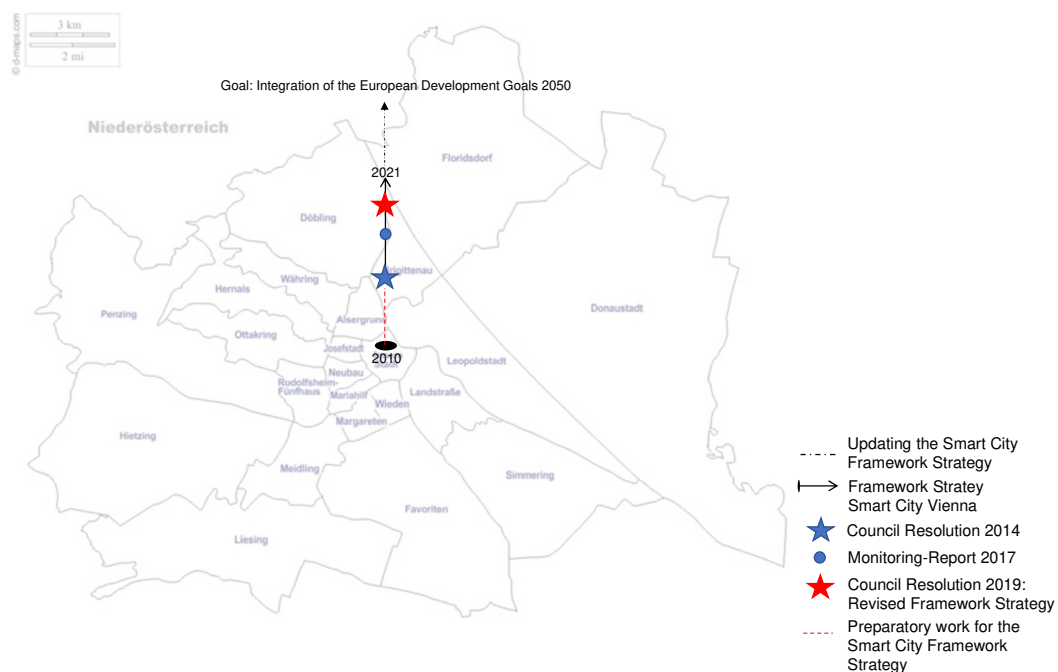 3 km
2 mi
© d-maps.com
Goal: Integration of the European Development Goals 2050
Niederösterreich
Floridsdorf
2021
Döbling
Brigittenau
Währing
Hernals
Penzing
Donaustadt
Alsergrund
Ottakring
Josefstadt
Leopoldstadt
2010
Stadt
Neubau
Rudolfsheim-
Fünfhaus
Mariahilf
Landstraße
Wieden
Margareten
Hietzing
Meidling
Simmering
Favoriten
Liesing
Updating the Smart City
Framework Strategy
Framework Stratey
Smart City Vienna
Council Resolution 2014
Monitoring-Report 2017
Council Resolution 2019:
Revised Framework Strategy
Preparatory work for the
Smart City Framework
Strategy